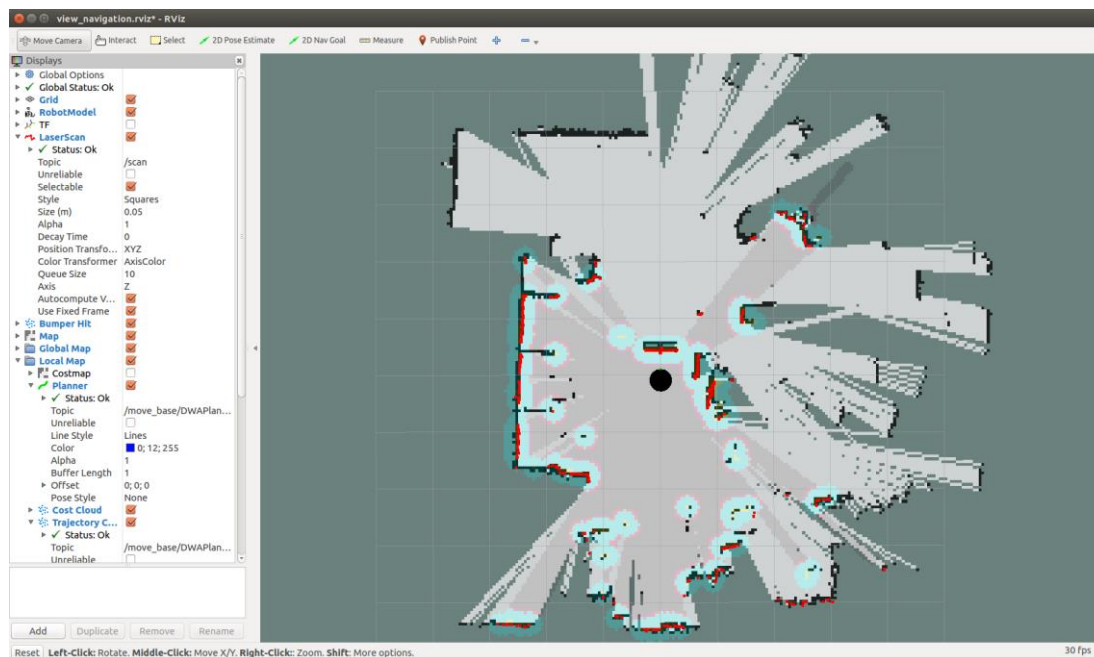 view_navigation.rviz* - RViz
Move Camera Interact Select 2D Pose Estimate 2D Nav Goal Measure Publish Point
Displays
Global Options
Global Status: Ok
Grid
RobotModel
TF
LaserScan
Status: Ok
Topic /scan
Unreliable
Selectable
Style Squares
Size (m) 0.05
Alpha 1
Decay Time 0
Position Transfo... XYZ
Color Transformer AxisColor
Queue Size 10
Axis Z
Autocompute V...
Use Fixed Frame
Bumper Hit
Map
Global Map
Local Map
Costmap
Planner
Status: Ok
Topic /move_base/DWAPlan...
Unreliable
Line Style Lines
Color 0; 12; 255
Alpha 1
Buffer Length 1
Offset 0; 0; 0
Pose Style None
Cost Cloud
Trajectory C...
Status: Ok
Topic /move_base/DWAPlan...
Unreliable
Add Duplicate Remove Rename
Reset Left-Click: Rotate. Middle-Click: Move X/Y. Right-Click:: Zoom. Shift: More options. 30 fps